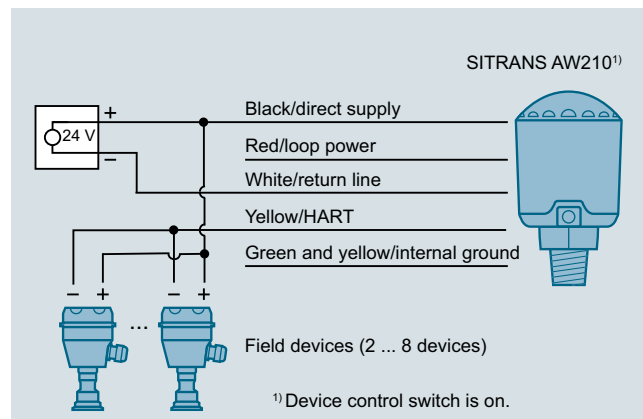 SITRANS AW210¹⁾
+
Black/direct supply
24 V
Red/loop power
–
White/return line
Yellow/HART
Green and yellow/internal ground
– + – +
...
Field devices (2 ... 8 devices)
¹⁾ Device control switch is on.